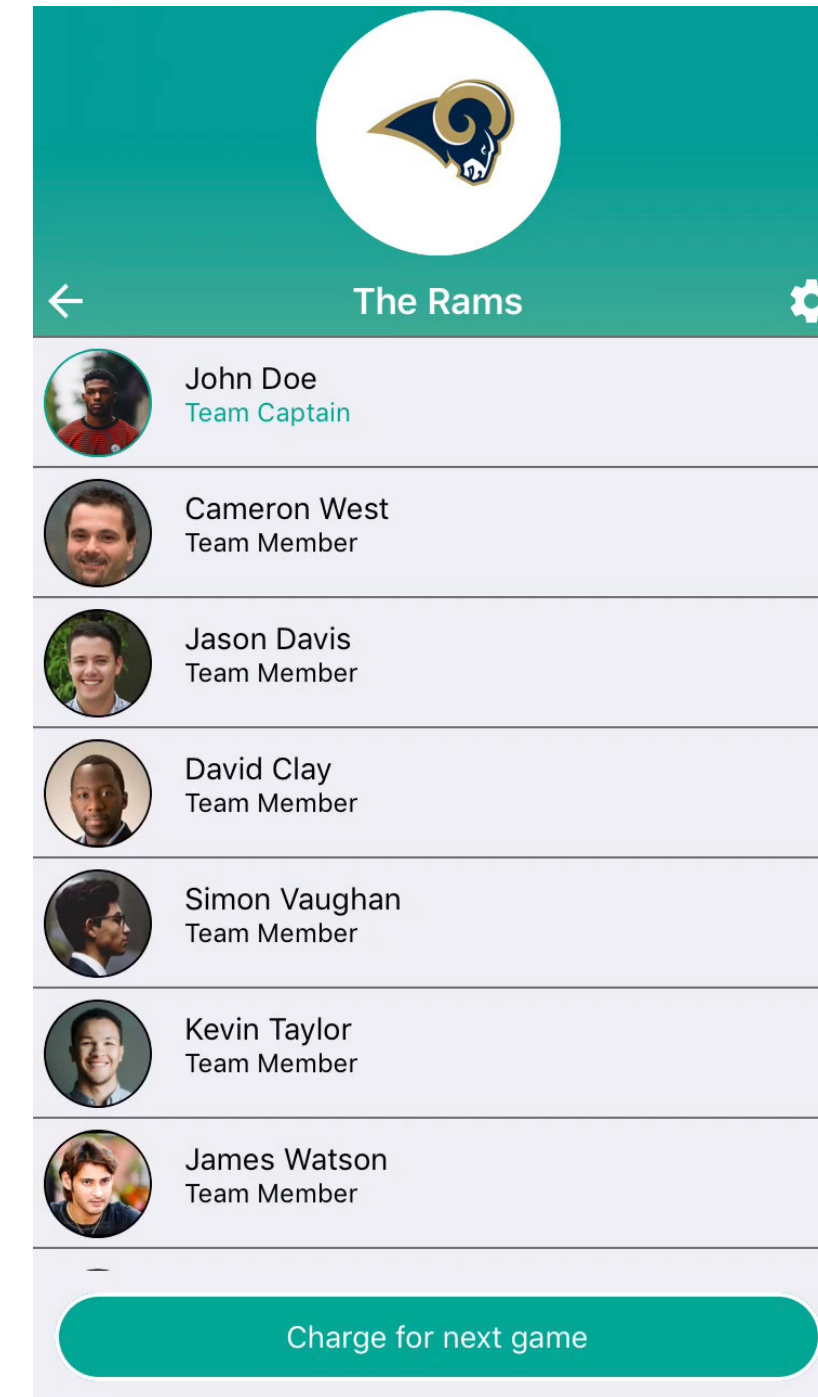 The Rams
John Doe
Team Captain
Cameron West
Team Member
Jason Davis
Team Member
David Clay
Team Member
Simon Vaughan
Team Member
Kevin Taylor
Team Member
James Watson
Team Member
Charge for next game